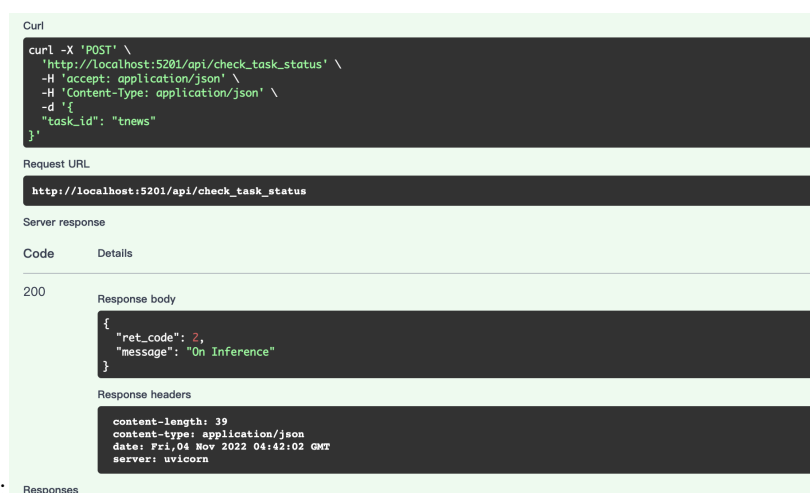 Curl
curl -X 'POST' \
'http://localhost:5201/api/check_task_status' \
-H 'accept: application/json' \
-H 'Content-Type: application/json' \
-d '{
"task_id": "tnews"
}'
Request URL
http://localhost:5201/api/check_task_status
Server response
Code Details
200
Response body
{
"ret_code": 2,
"message": "On Inference"
}
Response headers
content-length: 39
content-type: application/json
date: Fri,04 Nov 2022 04:42:02 GMT
server: uvicorn
Responses